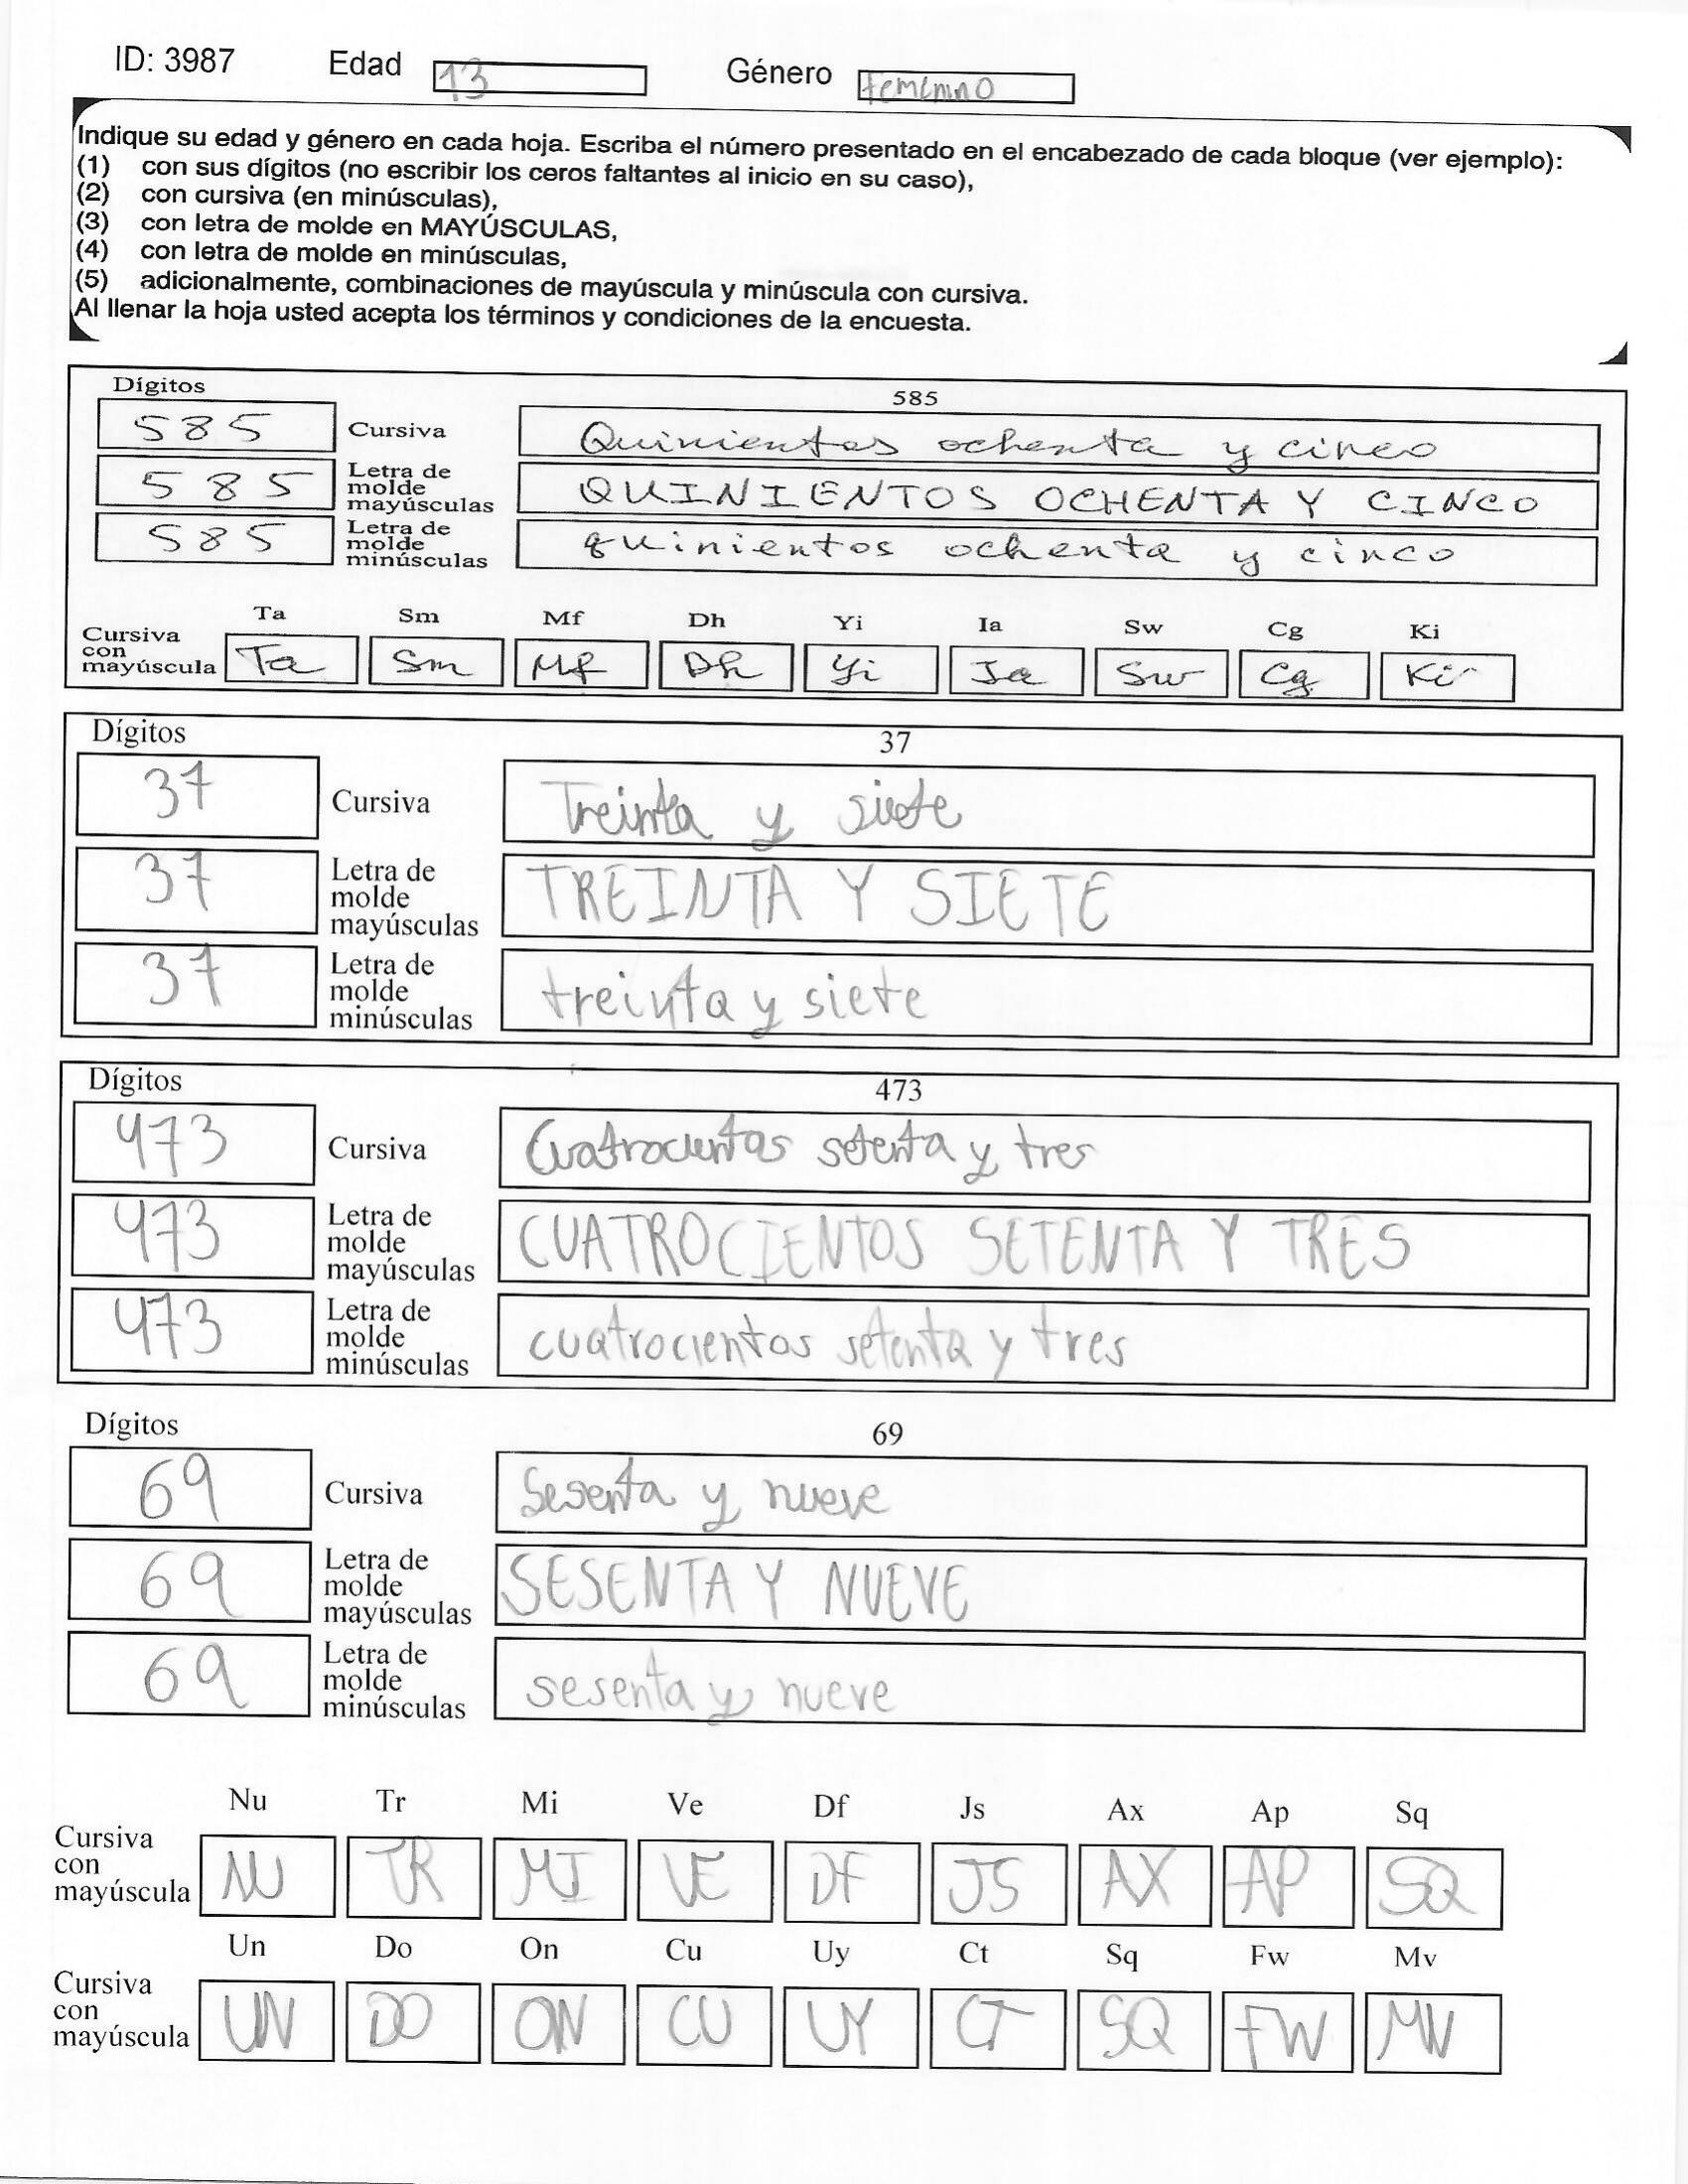 ID: 3987 Edad 13 Género femenino
Indique su edad y género en cada hoja. Escriba el número presentado en el encabezado de cada bloque (ver ejemplo):
(1) con sus dígitos (no escribir los ceros faltantes al inicio en su caso),
(2) con cursiva (en minúsculas),
(3) con letra de molde en MAYÚSCULAS,
(4) con letra de molde en minúsculas,
(5) adicionalmente, combinaciones de mayúscula y minúscula con cursiva.
Al llenar la hoja usted acepta los términos y condiciones de la encuesta.
Dígitos 585
585 Cursiva Quinientos ochenta y cinco
585 Letra de molde mayúsculas QUINIENTOS OCHENTA Y CINCO
585 Letra de molde minúsculas quinientos ochenta y cinco
Ta Sm Mf Dh Yi Ia Sw Cg Ki
Cursiva con mayúscula Ta Sm Mf Dh Yi Ia Sw Cg Ki
Dígitos 37
37 Cursiva Treinta y siete
37 Letra de molde mayúsculas TREINTA Y SIETE
37 Letra de molde minúsculas treinta y siete
Dígitos 473
473 Cursiva Cuatrocientos setenta y tres
473 Letra de molde mayúsculas CUATROCIENTOS SETENTA Y TRES
473 Letra de molde minúsculas cuatrocientos setenta y tres
Dígitos 69
69 Cursiva Sesenta y nueve
69 Letra de molde mayúsculas SESENTA Y NUEVE
69 Letra de molde minúsculas sesenta y nueve
Nu Tr Mi Ve Df Js Ax Ap Sq
Cursiva con mayúscula NU TR MI VE DF JS AX AP SQ
Un Do On Cu Uy Ct Sq Fw Mv
Cursiva con mayúscula UN DO ON CU UY CT SQ FW MV